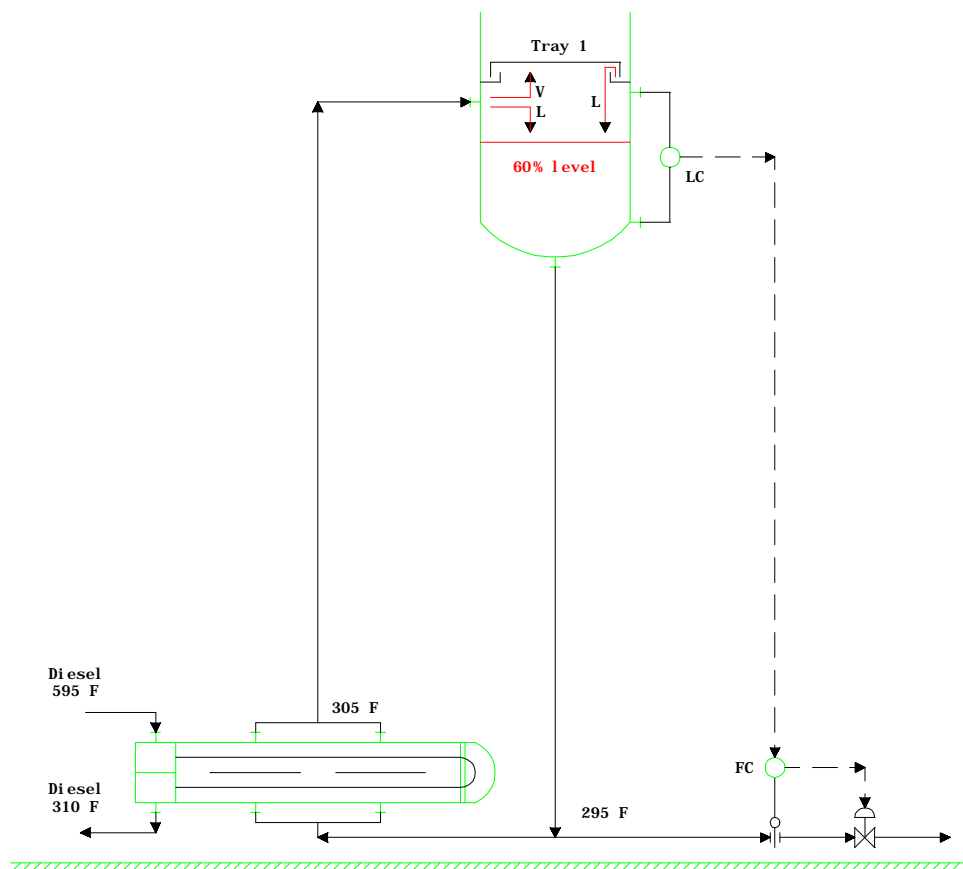 Tray 1
V
L
L
60% level
LC
Diesel
595 F
305 F
Diesel
310 F
295 F
FC